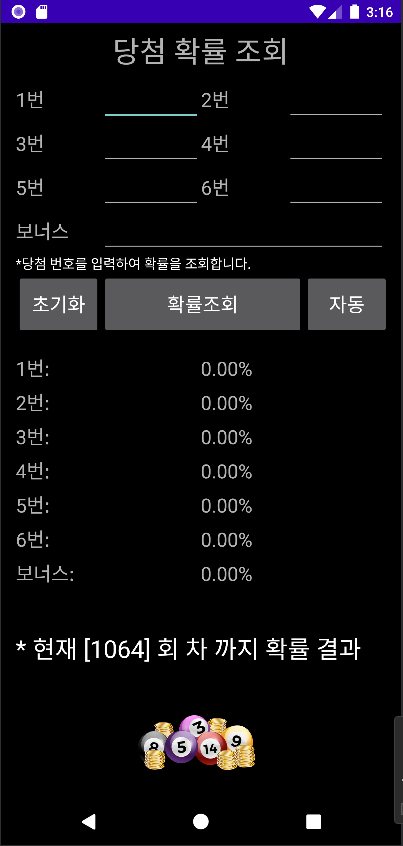 3:16
당첨 확률 조회
1번 2번
3번 4번
5번 6번
보너스
*당첨 번호를 입력하여 확률을 조회합니다.
초기화 확률조회 자동
1번: 0.00%
2번: 0.00%
3번: 0.00%
4번: 0.00%
5번: 0.00%
6번: 0.00%
보너스: 0.00%
* 현재 [1064] 회 차 까지 확률 결과
3
8 5 14 9